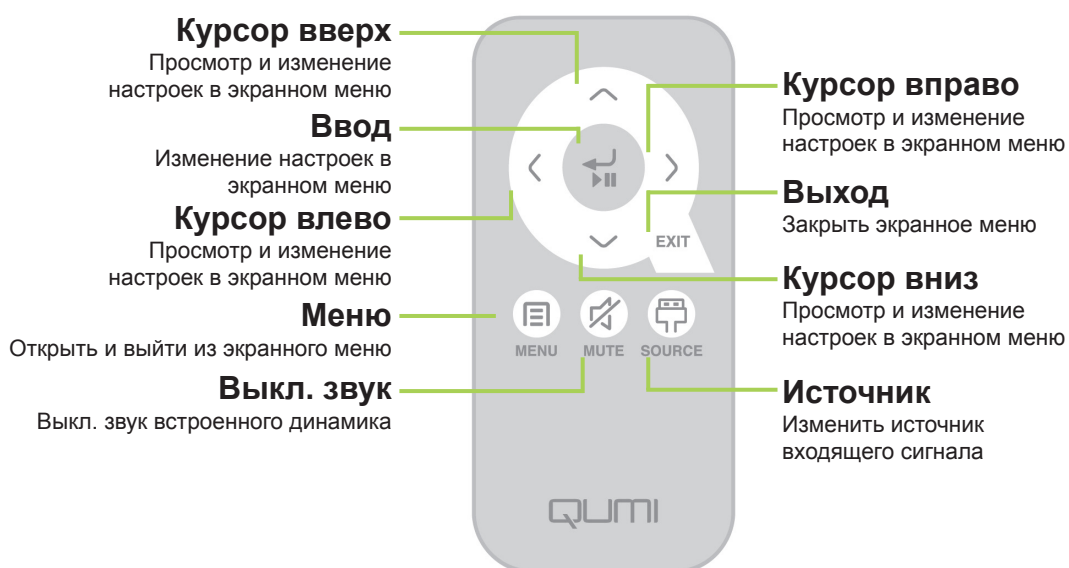 Курсор вверх
Просмотр и изменение
настроек в экранном меню
Ввод
Изменение настроек в
экранном меню
Курсор влево
Просмотр и изменение
настроек в экранном меню
Меню
Открыть и выйти из экранного меню
Выкл. звук
Выкл. звук встроенного динамика
EXIT
MENU
MUTE
SOURCE
QUMI
Курсор вправо
Просмотр и изменение
настроек в экранном меню
Выход
Закрыть экранное меню
Курсор вниз
Просмотр и изменение
настроек в экранном меню
Источник
Изменить источник
входящего сигнала